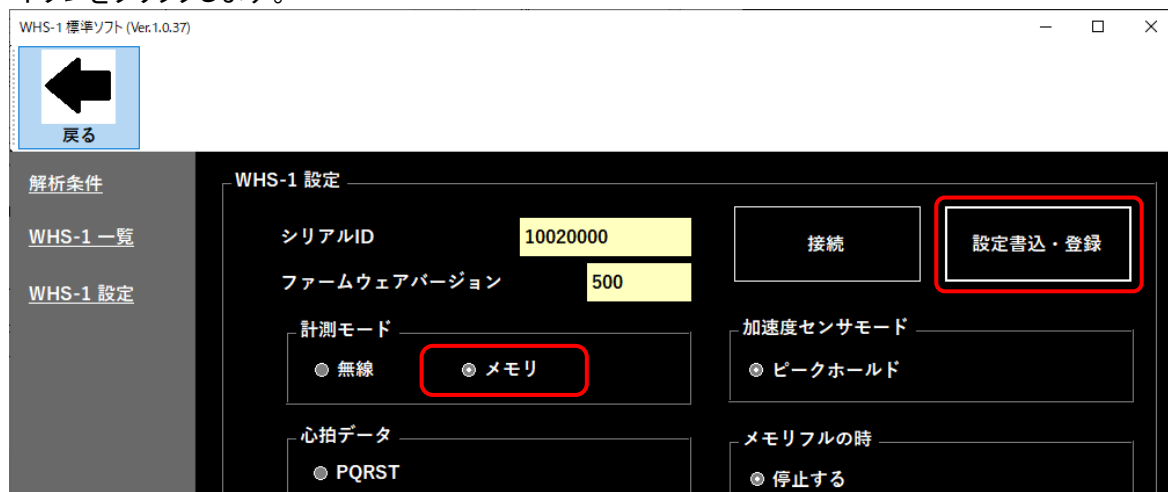 WHS-1 標準ソフト (Ver.1.0.37)
戻る
解析条件
WHS-1 一覧
WHS-1 設定
WHS-1 設定
シリアルID 10020000
ファームウェアバージョン 500
接続
設定書込・登録
計測モード
無線 メモリ
加速度センサモード
ピークホールド
心拍データ
PQRST
メモリフルの時
停止する